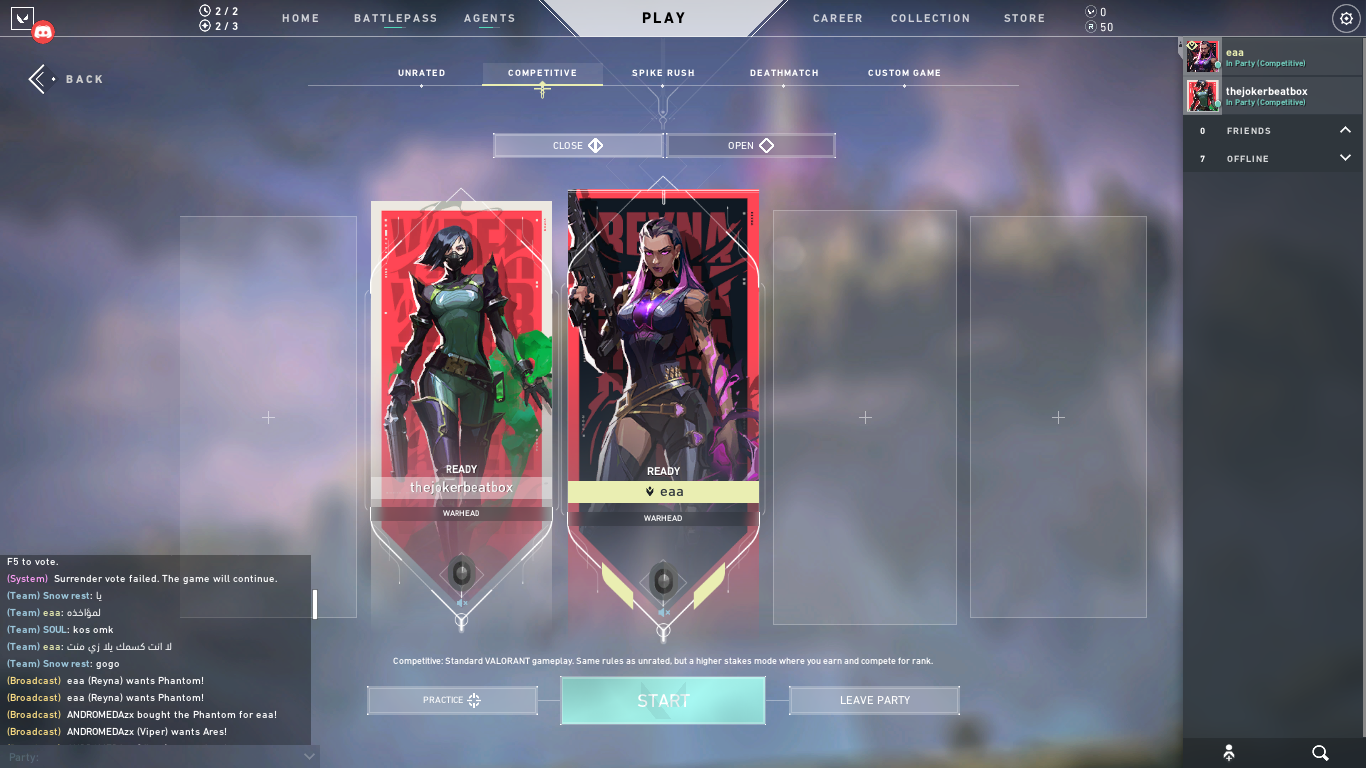 2 / 2
2 / 3
HOME
BATTLEPASS
AGENTS
PLAY
CAREER
COLLECTION
STORE
0
R 50
BACK
UNRATED
COMPETITIVE
SPIKE RUSH
DEATHMATCH
CUSTOM GAME
CLOSE
OPEN
eaa
In Party (Competitive)
thejokerbeatbox
In Party (Competitive)
0 FRIENDS
7 OFFLINE
VIPER
REYNA
READY
thejokerbeatbox
WARHEAD
READY
eaa
WARHEAD
F5 to vote.
(System) Surrender vote failed. The game will continue.
(Team) Snow rest: يا
(Team) eaa: لمؤاخذه
(Team) SOUL: kos omk
(Team) eaa: لا انت كسمك يلا زي منت
(Team) Snow rest: gogo
(Broadcast) eaa (Reyna) wants Phantom!
(Broadcast) eaa (Reyna) wants Phantom!
(Broadcast) ANDROMEDAzx bought the Phantom for eaa!
(Broadcast) ANDROMEDAzx (Viper) wants Ares!
Party:
Competitive: Standard VALORANT gameplay. Same rules as unrated, but a higher stakes mode where you earn and compete for rank.
PRACTICE
START
LEAVE PARTY